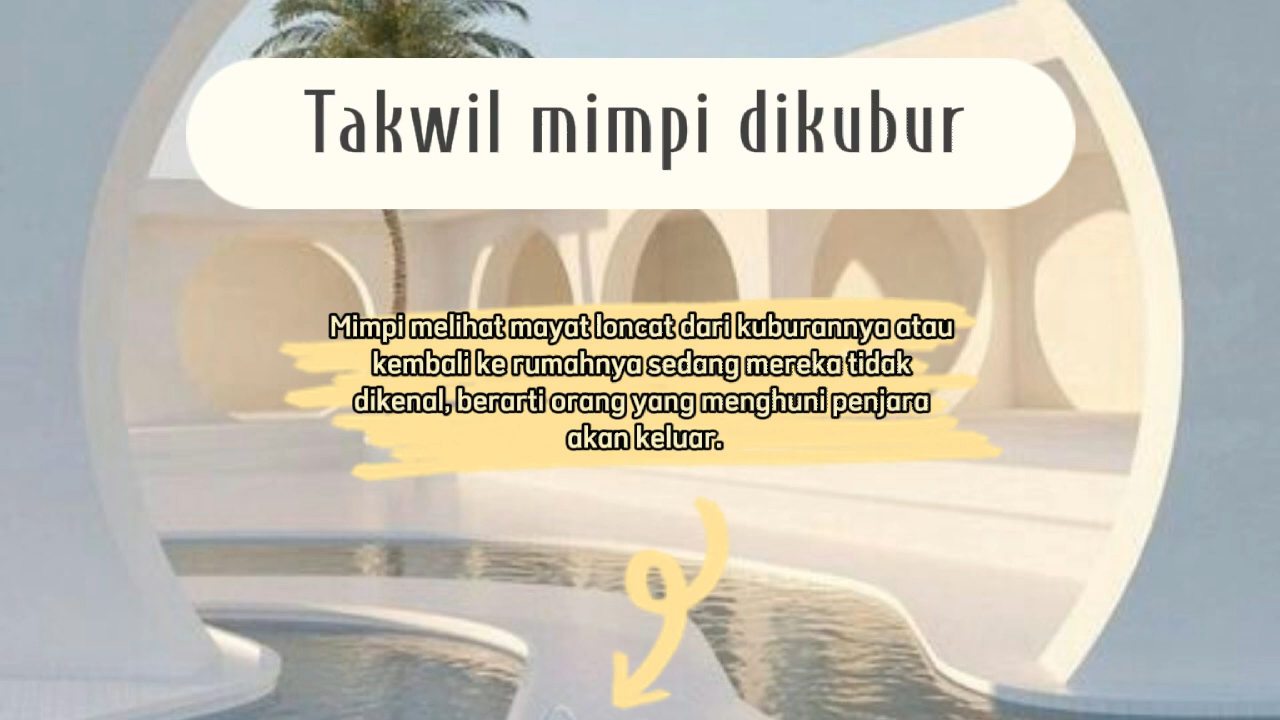 Takwil mimpi dikubur
Mimpi melihat mayat loncat dari kuburannya atau
kembali ke rumahnya sedang mereka tidak
dikenal, berarti orang yang menghuni penjara
akan keluar.